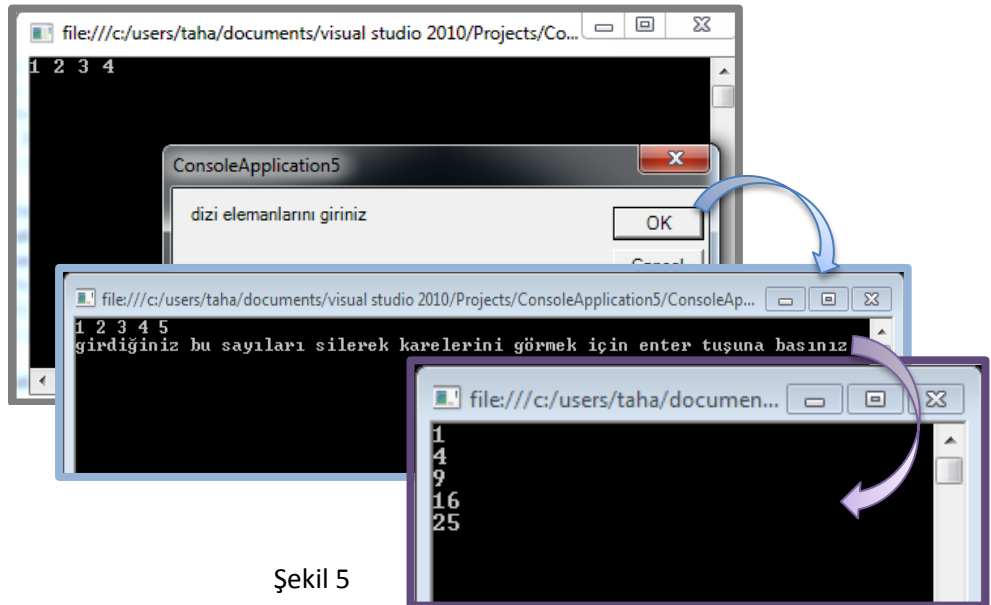 file:///c:/users/taha/documents/visual studio 2010/Projects/Co...
1 2 3 4
ConsoleApplication5
dizi elemanlarını giriniz
OK
Cancel
file:///c:/users/taha/documents/visual studio 2010/Projects/ConsoleApplication5/ConsoleAp...
1 2 3 4 5
girdiğiniz bu sayıları silerek karelerini görmek için enter tuşuna basınız
file:///c:/users/taha/documen...
1
4
9
16
25
Şekil 5